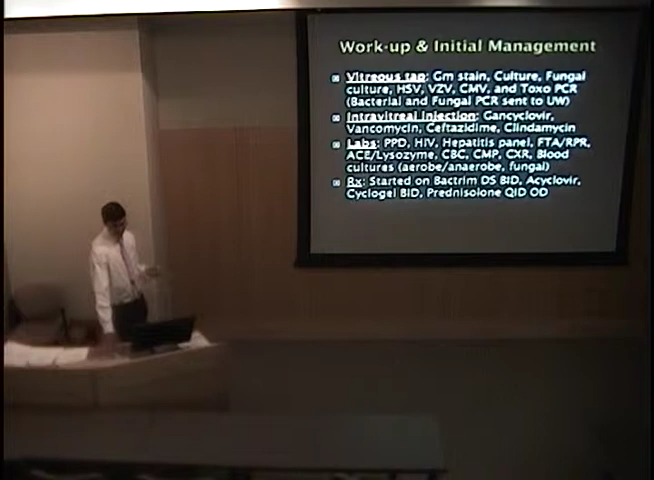 Work-up & Initial Management
Vitreous tap: Gm stain, Culture, Fungal
culture, HSV, VZV, CMV, and Toxo PCR
(Bacterial and Fungal PCR sent to UW)
Intravitreal Injection: Gancyclovir,
Vancomycin, Ceftazidime, Clindamycin
Labs: PPD, HIV, Hepatitis panel, FTA/RPR,
ACE/Lysozyme, CBC, CMP, CXR, Blood
cultures (aerobe/anaerobe, fungal)
Rx: Started on Bactrim DS BID, Acyclovir,
Cyclogel BID, Prednisolone QID OD